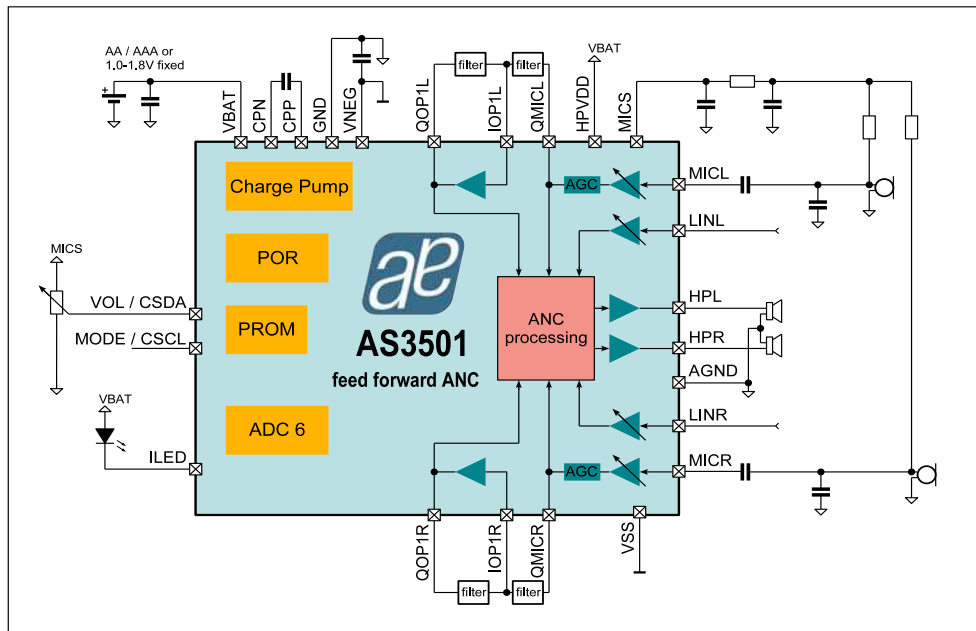 AA / AAA or
1.0-1.8V fixed
VBAT
CPN
CPP
GND
VNEG
QOP1L
filter
IOP1L
filter
QMICL
VBAT
HPVDD
MICS
Charge Pump
POR
PROM
ADC 6
ae
AS3501
feed forward ANC
AGC
ANC
processing
AGC
MICL
LINL
HPL
HPR
AGND
LINR
MICR
MICS
VOL / CSDA
MODE / CSCL
VBAT
ILED
QOP1R
IOP1R
QMICR
VSS
filter
filter